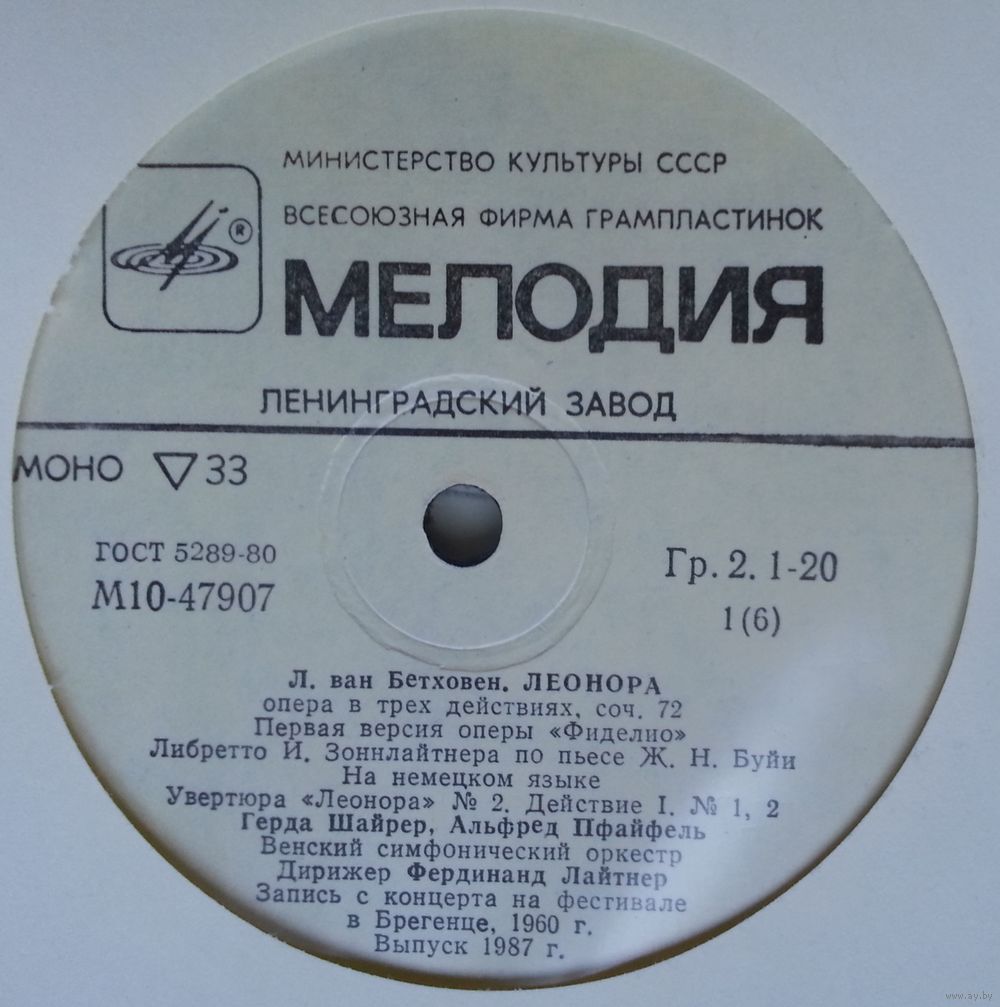 МИНИСТЕРСТВО КУЛЬТУРЫ СССР
ВСЕСОЮЗНАЯ ФИРМА ГРАМПЛАСТИНОК
®
МЕЛОДИЯ
ЛЕНИНГРАДСКИЙ ЗАВОД
МОНО ▽ 33
ГОСТ 5289-80
М10-47907
Гр. 2. 1-20
1(6)
Л. ван Бетховен. ЛЕОНОРА
опера в трех действиях, соч. 72
Первая версия оперы «Фиделио»
Либретто И. Зоннлайтнера по пьесе Ж. Н. Буйи
На немецком языке
Увертюра «Леонора» № 2. Действие I. № 1, 2
Герда Шайрер, Альфред Пфайфель
Венский симфонический оркестр
Дирижер Фердинанд Лайтнер
Запись с концерта на фестивале
в Брегенце, 1960 г.
Выпуск 1987 г.
www.ay.by